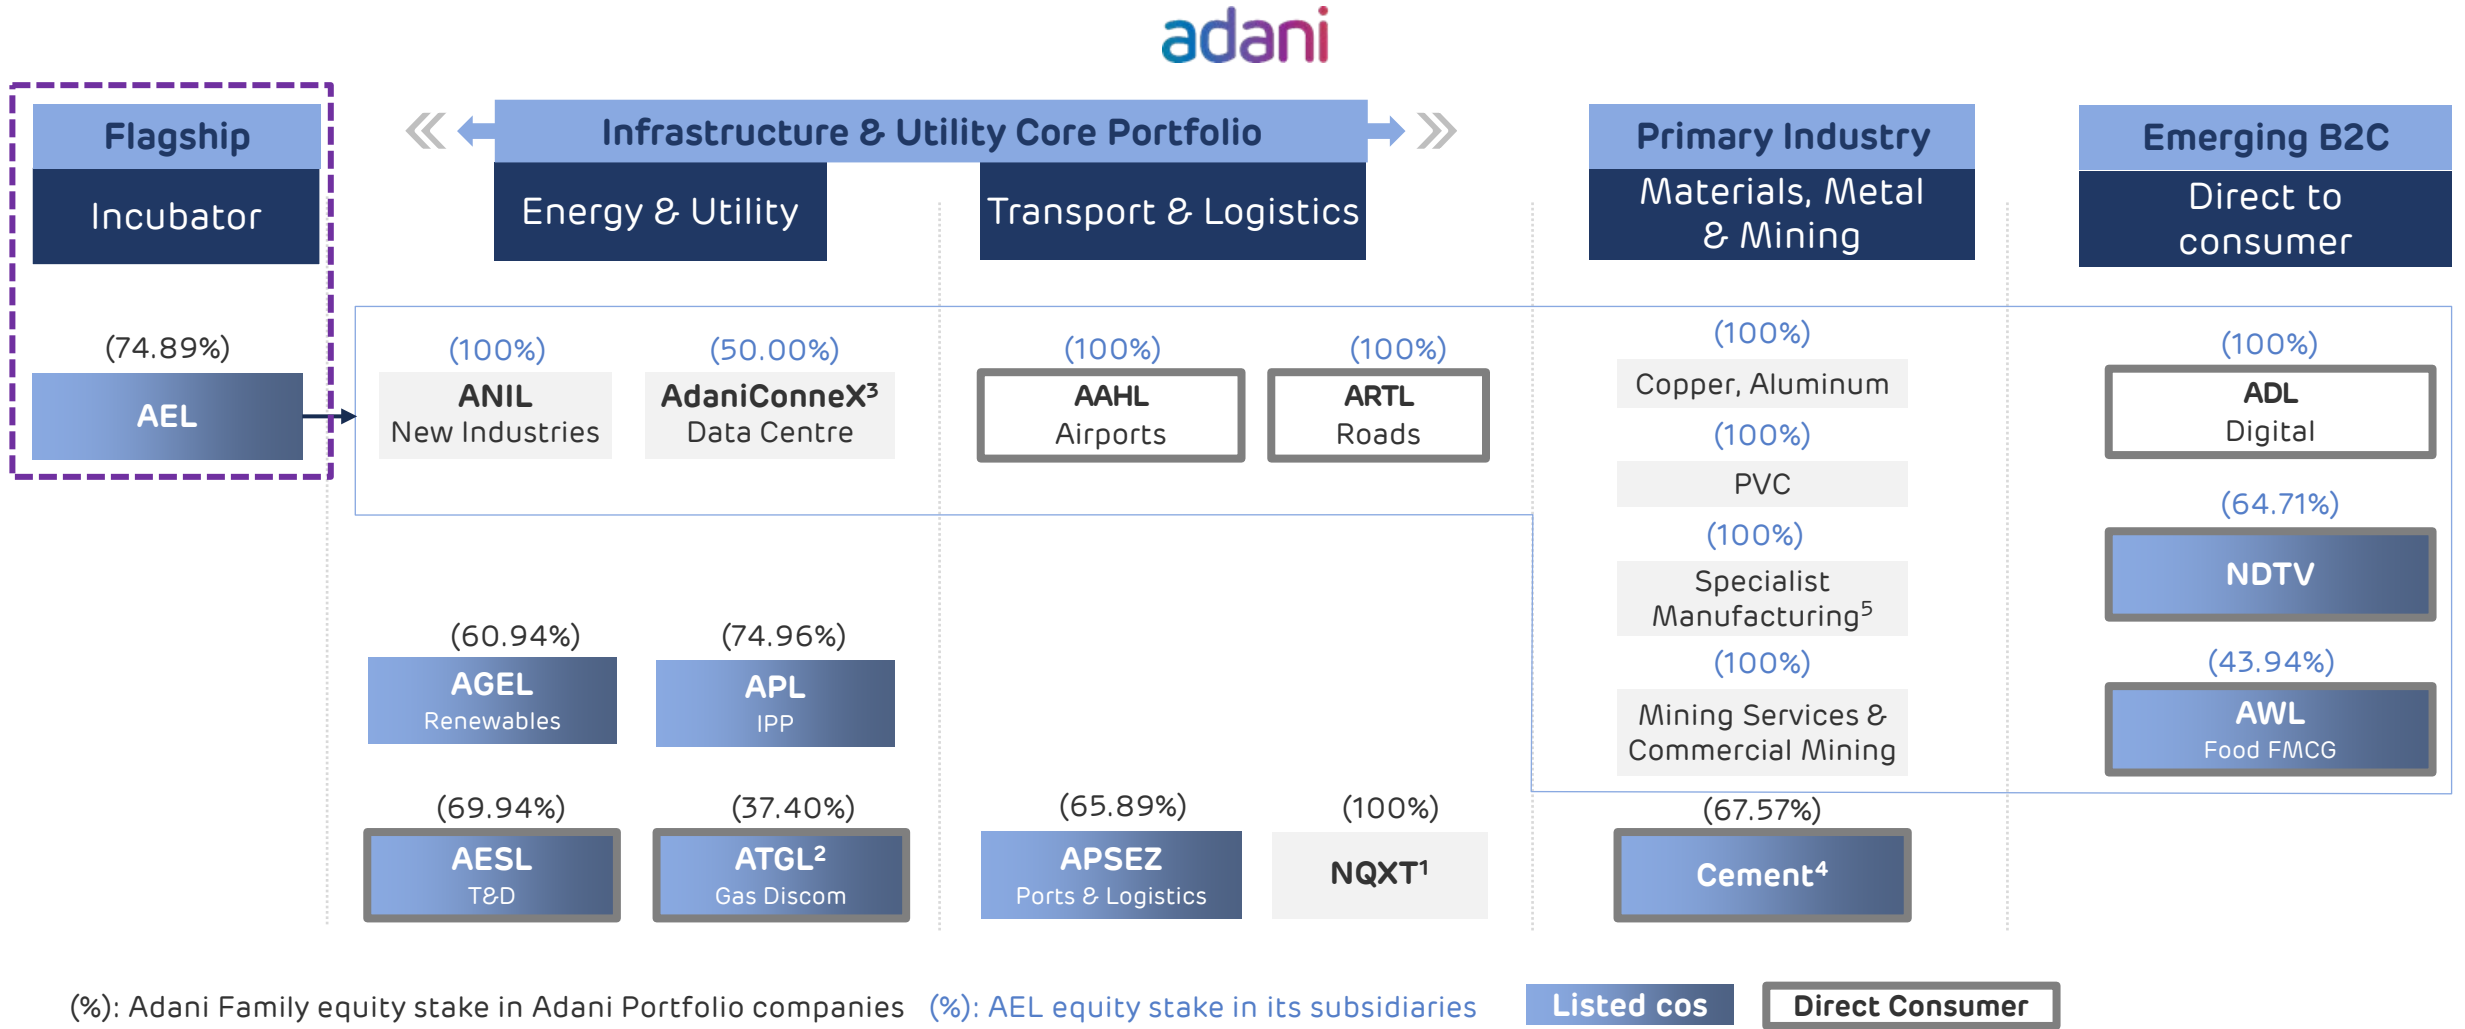 adani
Flagship
Incubator
Infrastructure & Utility Core Portfolio
Energy & Utility
Transport & Logistics
Primary Industry
Materials, Metal
& Mining
Emerging B2C
Direct to
consumer
(74.89%)
AEL
(100%)
ANIL
New Industries
(50.00%)
AdaniConneX³
Data Centre
(100%)
AAHL
Airports
(100%)
ARTL
Roads
(100%)
Copper, Aluminum
(100%)
PVC
(100%)
Specialist
Manufacturing⁵
(100%)
Mining Services &
Commercial Mining
(100%)
ADL
Digital
(64.71%)
NDTV
(43.94%)
AWL
Food FMCG
(60.94%)
AGEL
Renewables
(74.96%)
APL
IPP
(69.94%)
AESL
T&D
(37.40%)
ATGL²
Gas Discom
(65.89%)
APSEZ
Ports & Logistics
(100%)
NQXT¹
(67.57%)
Cement⁴
(%): Adani Family equity stake in Adani Portfolio companies
(%): AEL equity stake in its subsidiaries
Listed cos
Direct Consumer